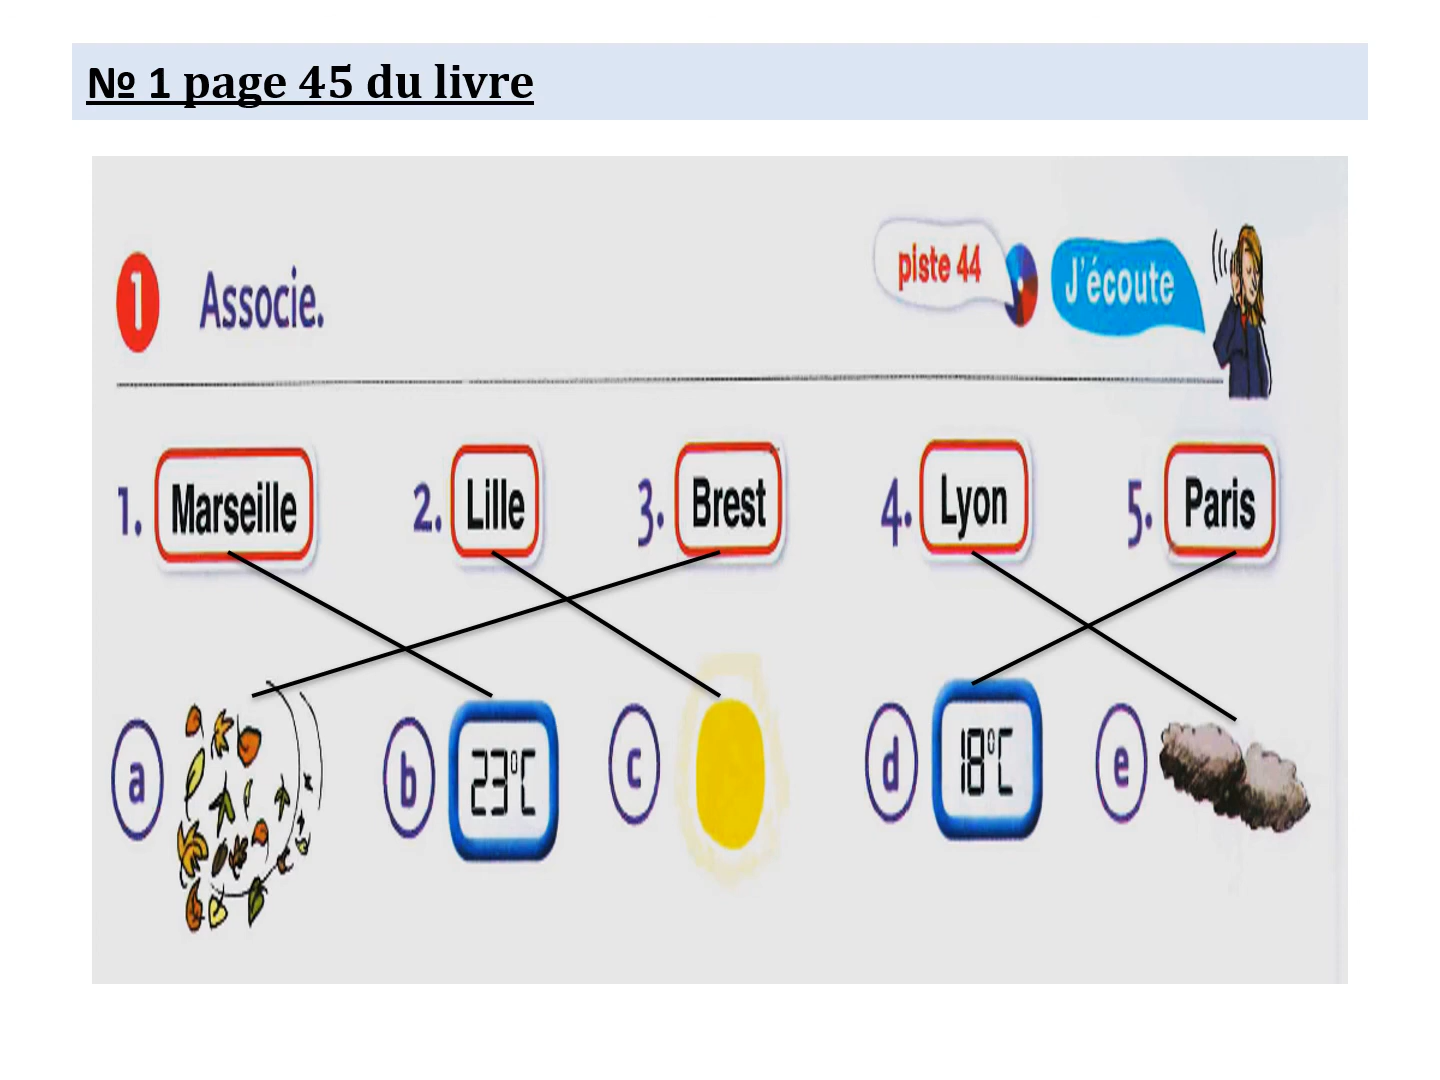 № 1 page 45 du livre
piste 44
J'écoute
1 Associe.
1. Marseille 2. Lille 3. Brest 4. Lyon 5. Paris
a b 23°C c d 18°C e